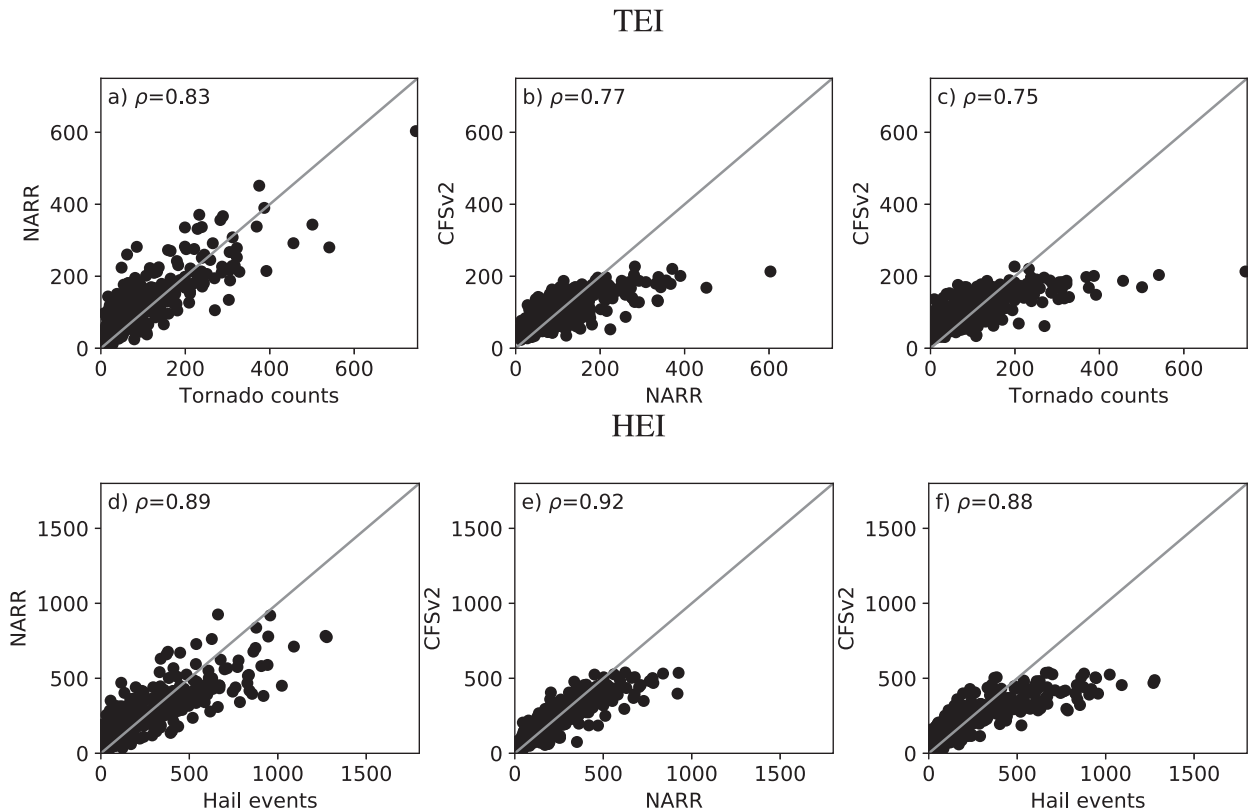 TEI
a) ρ=0.83
b) ρ=0.77
c) ρ=0.75
600
400
200
0
NARR
0 200 400 600
Tornado counts
600
400
200
0
CFSv2
0 200 400 600
NARR
600
400
200
0
CFSv2
0 200 400 600
Tornado counts
HEI
d) ρ=0.89
e) ρ=0.92
f) ρ=0.88
1500
1000
500
0
NARR
0 500 1000 1500
Hail events
1500
1000
500
0
CFSv2
0 500 1000 1500
NARR
1500
1000
500
0
CFSv2
0 500 1000 1500
Hail events